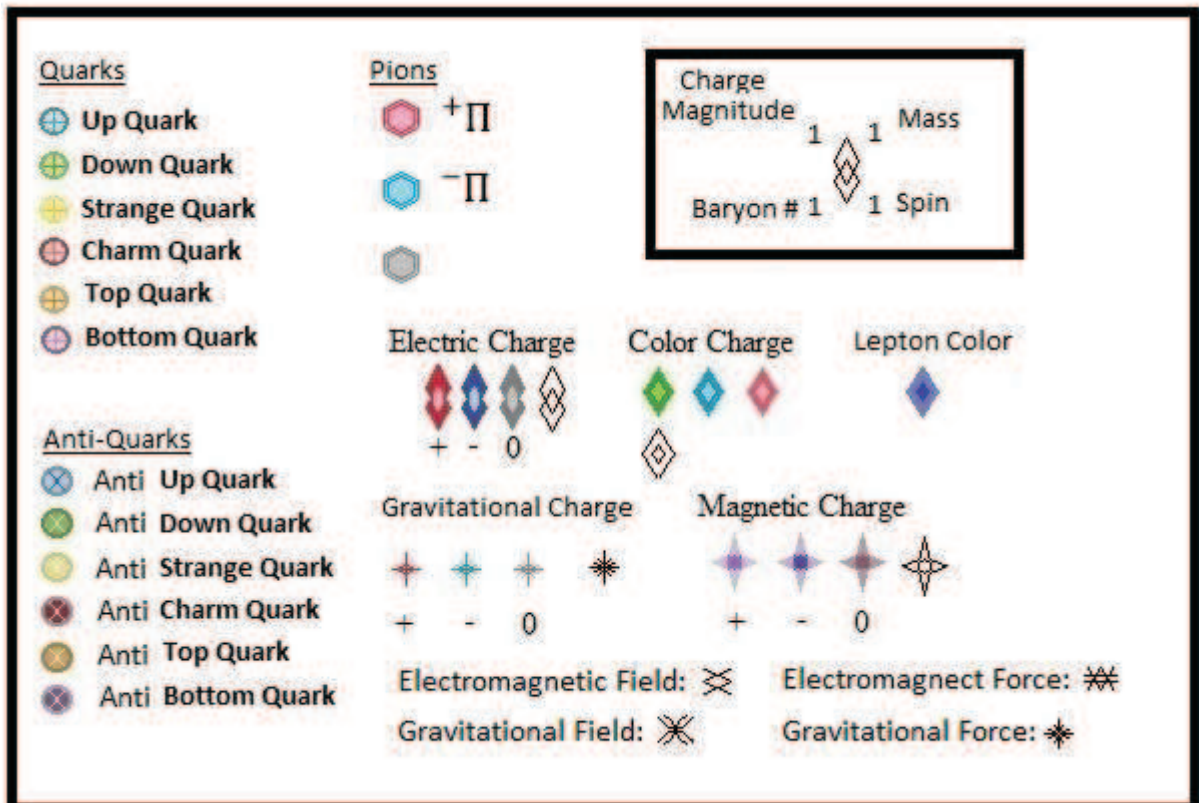 Quarks
Up Quark
Down Quark
Strange Quark
Charm Quark
Top Quark
Bottom Quark
Anti-Quarks
Anti Up Quark
Anti Down Quark
Anti Strange Quark
Anti Charm Quark
Anti Top Quark
Anti Bottom Quark
Pions
+Π
−Π
Charge
Magnitude 1 1 Mass
Baryon # 1 1 Spin
Electric Charge
+ - 0
Color Charge
Lepton Color
Gravitational Charge
+ - 0
Magnetic Charge
+ - 0
Electromagnetic Field:
Electromagnect Force:
Gravitational Field:
Gravitational Force: